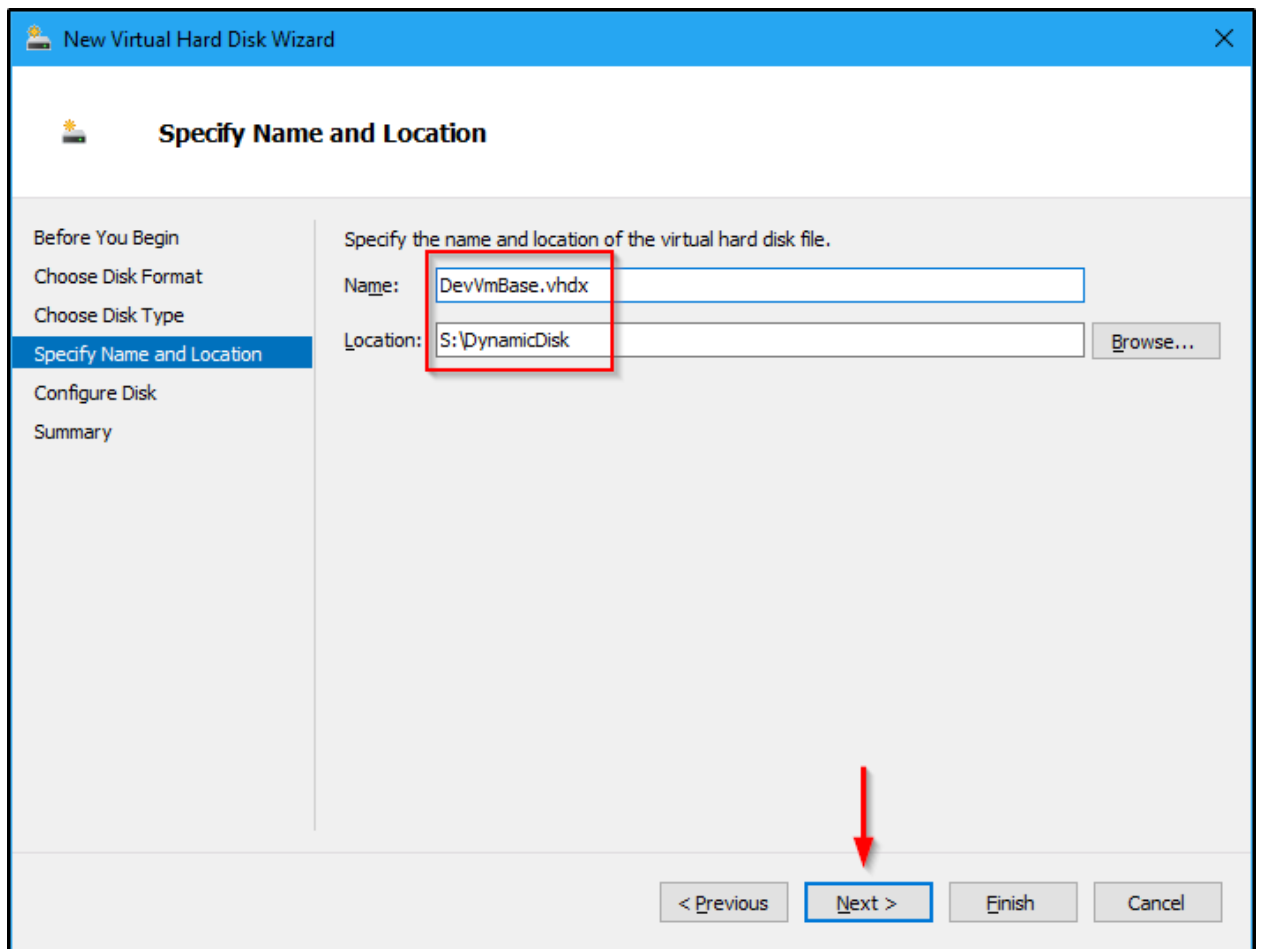 New Virtual Hard Disk Wizard
Specify Name and Location
Before You Begin
Choose Disk Format
Choose Disk Type
Specify Name and Location
Configure Disk
Summary
Specify the name and location of the virtual hard disk file.
Name: DevVmBase.vhdx
Location: S:\DynamicDisk Browse...
< Previous Next > Finish Cancel